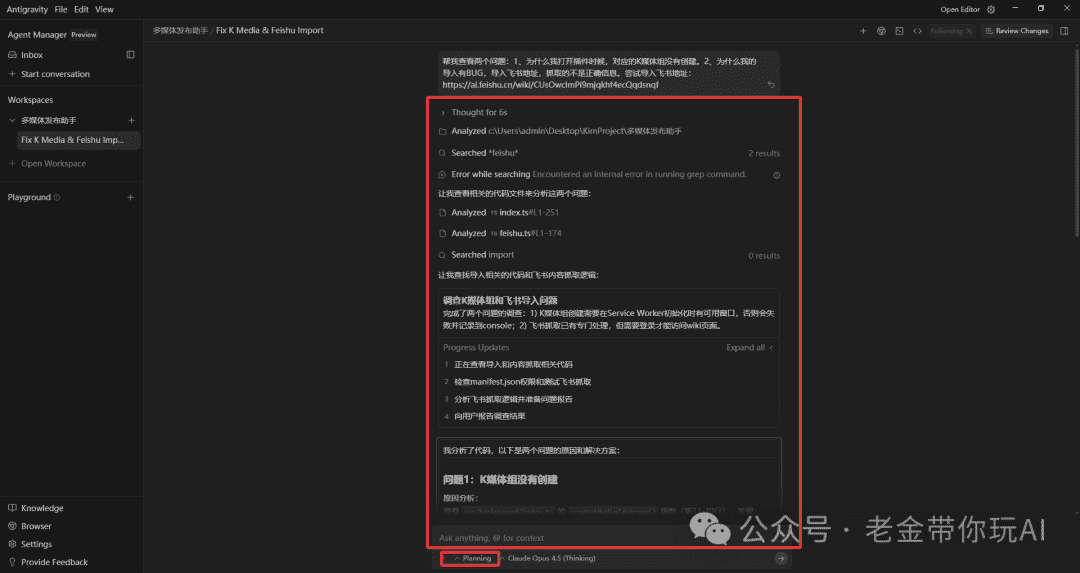 Antigravity File Edit View
Open Editor
Agent Manager Preview
多媒体发布助手 / Fix K Media & Feishu Import
Following
Review Changes
Inbox
Start conversation
Workspaces
多媒体发布助手
Fix K Media & Feishu Imp...
Open Workspace
Playground
Knowledge
Browser
Settings
Provide Feedback
帮我查看两个问题：1、为什么我打开插件时候，对应的K媒体组没有创建。2、为什么我的
导入有BUG，导入飞书地址，抓取的不是正确信息。尝试导入飞书地址：
https://ai.feishu.cn/wiki/CUsOwcImPi9mjqkhf4ecQqdsnqf
Thought for 6s
Analyzed c:\Users\admin\Desktop\KimProject\多媒体发布助手
Searched *feishu* 2 results
Error while searching Encountered an internal error in running grep command.
让我查看相关的代码文件来分析这两个问题：
Analyzed TS index.ts#L1-251
Analyzed TS feishu.ts#L1-174
Searched import 0 results
让我查找导入相关的代码和飞书内容抓取逻辑：
调查K媒体组和飞书导入问题
完成了两个问题的调查：1) K媒体组创建需要在Service Worker初始化时有可用窗口，否则会失
败并记录到console；2) 飞书抓取已有专门处理，但需要登录才能访问wiki页面。
Progress Updates Expand all
1 正在查看导入和内容抓取相关代码
2 检查manifest.json权限和测试飞书抓取
3 分析飞书抓取逻辑并准备问题报告
4 向用户报告调查结果
我分析了代码，以下是两个问题的原因和解决方案：
问题1：K媒体组没有创建
原因分析：
Ask anything, @ for context
Planning Claude Opus 4.5 (Thinking)
公众号 · 老金带你玩AI